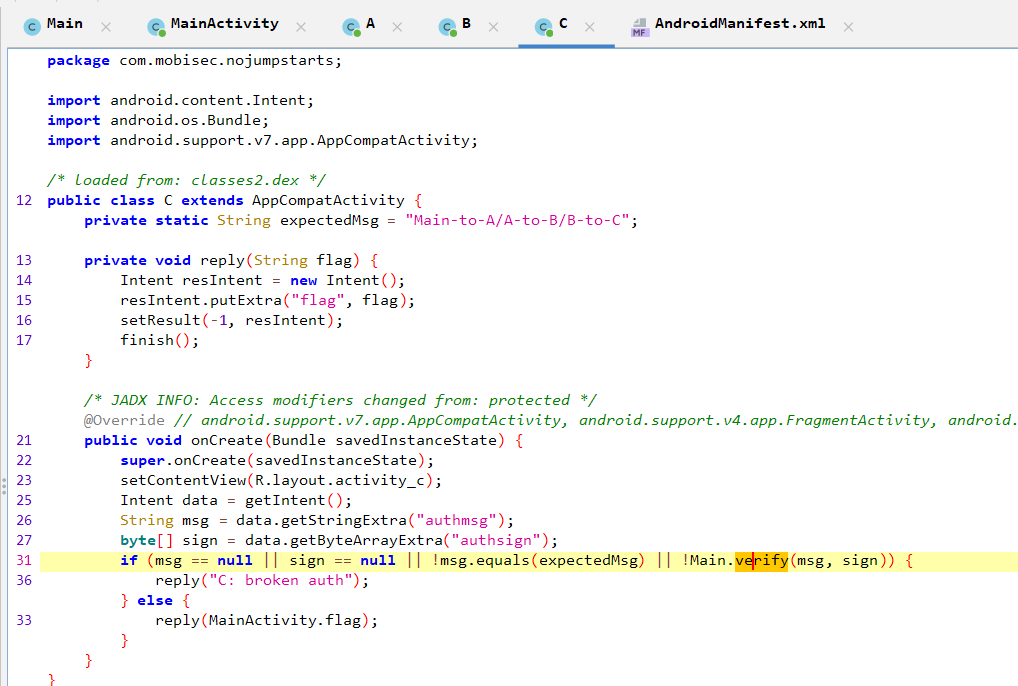 Main MainActivity A B C AndroidManifest.xml
package com.mobisec.nojumpstarts;
import android.content.Intent;
import android.os.Bundle;
import android.support.v7.app.AppCompatActivity;
/* loaded from: classes2.dex */
12 public class C extends AppCompatActivity {
private static String expectedMsg = "Main-to-A/A-to-B/B-to-C";
13 private void reply(String flag) {
14 Intent resIntent = new Intent();
15 resIntent.putExtra("flag", flag);
16 setResult(-1, resIntent);
17 finish();
}
/* JADX INFO: Access modifiers changed from: protected */
@Override // android.support.v7.app.AppCompatActivity, android.support.v4.app.FragmentActivity, android.
21 public void onCreate(Bundle savedInstanceState) {
22 super.onCreate(savedInstanceState);
23 setContentView(R.layout.activity_c);
25 Intent data = getIntent();
26 String msg = data.getStringExtra("authmsg");
27 byte[] sign = data.getByteArrayExtra("authsign");
31 if (msg == null || sign == null || !msg.equals(expectedMsg) || !Main.verify(msg, sign)) {
36 reply("C: broken auth");
} else {
33 reply(MainActivity.flag);
}
}
}